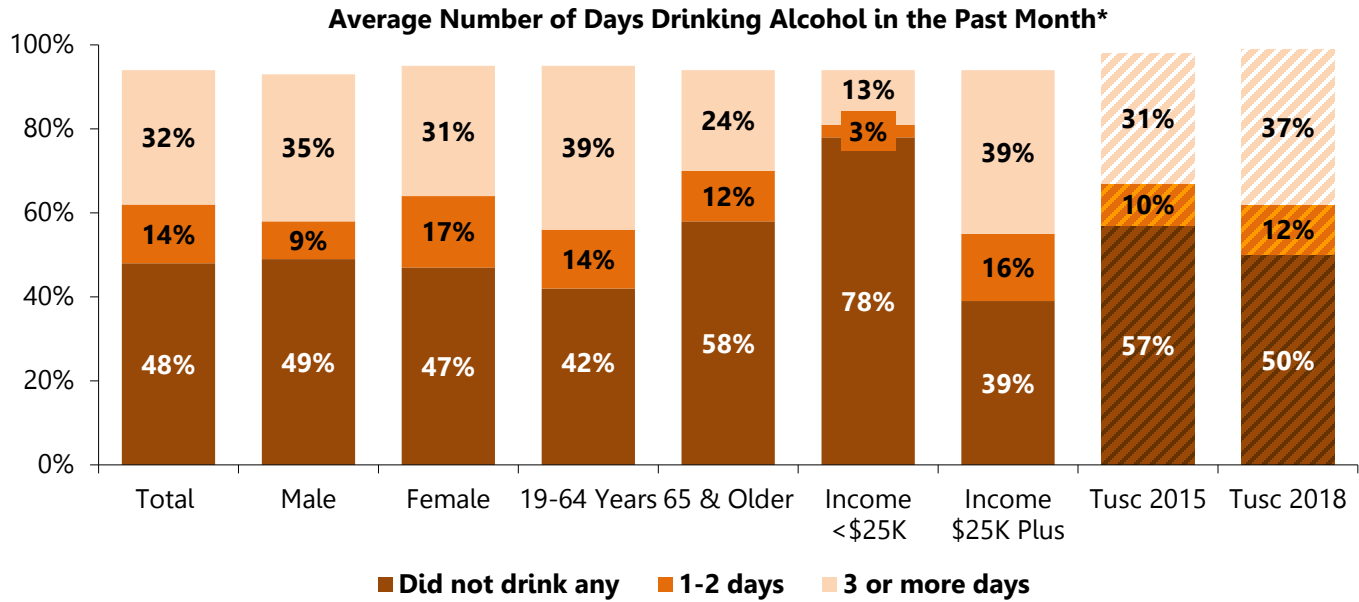 Average Number of Days Drinking Alcohol in the Past Month*
100%
80%
60%
40%
20%
0%
32%
14%
48%
35%
9%
49%
31%
17%
47%
39%
14%
42%
24%
12%
58%
13%
3%
78%
39%
16%
39%
31%
10%
57%
37%
12%
50%
Total
Male
Female
19-64 Years
65 & Older
Income
<$25K
Income
$25K Plus
Tusc 2015
Tusc 2018
Did not drink any
1-2 days
3 or more days